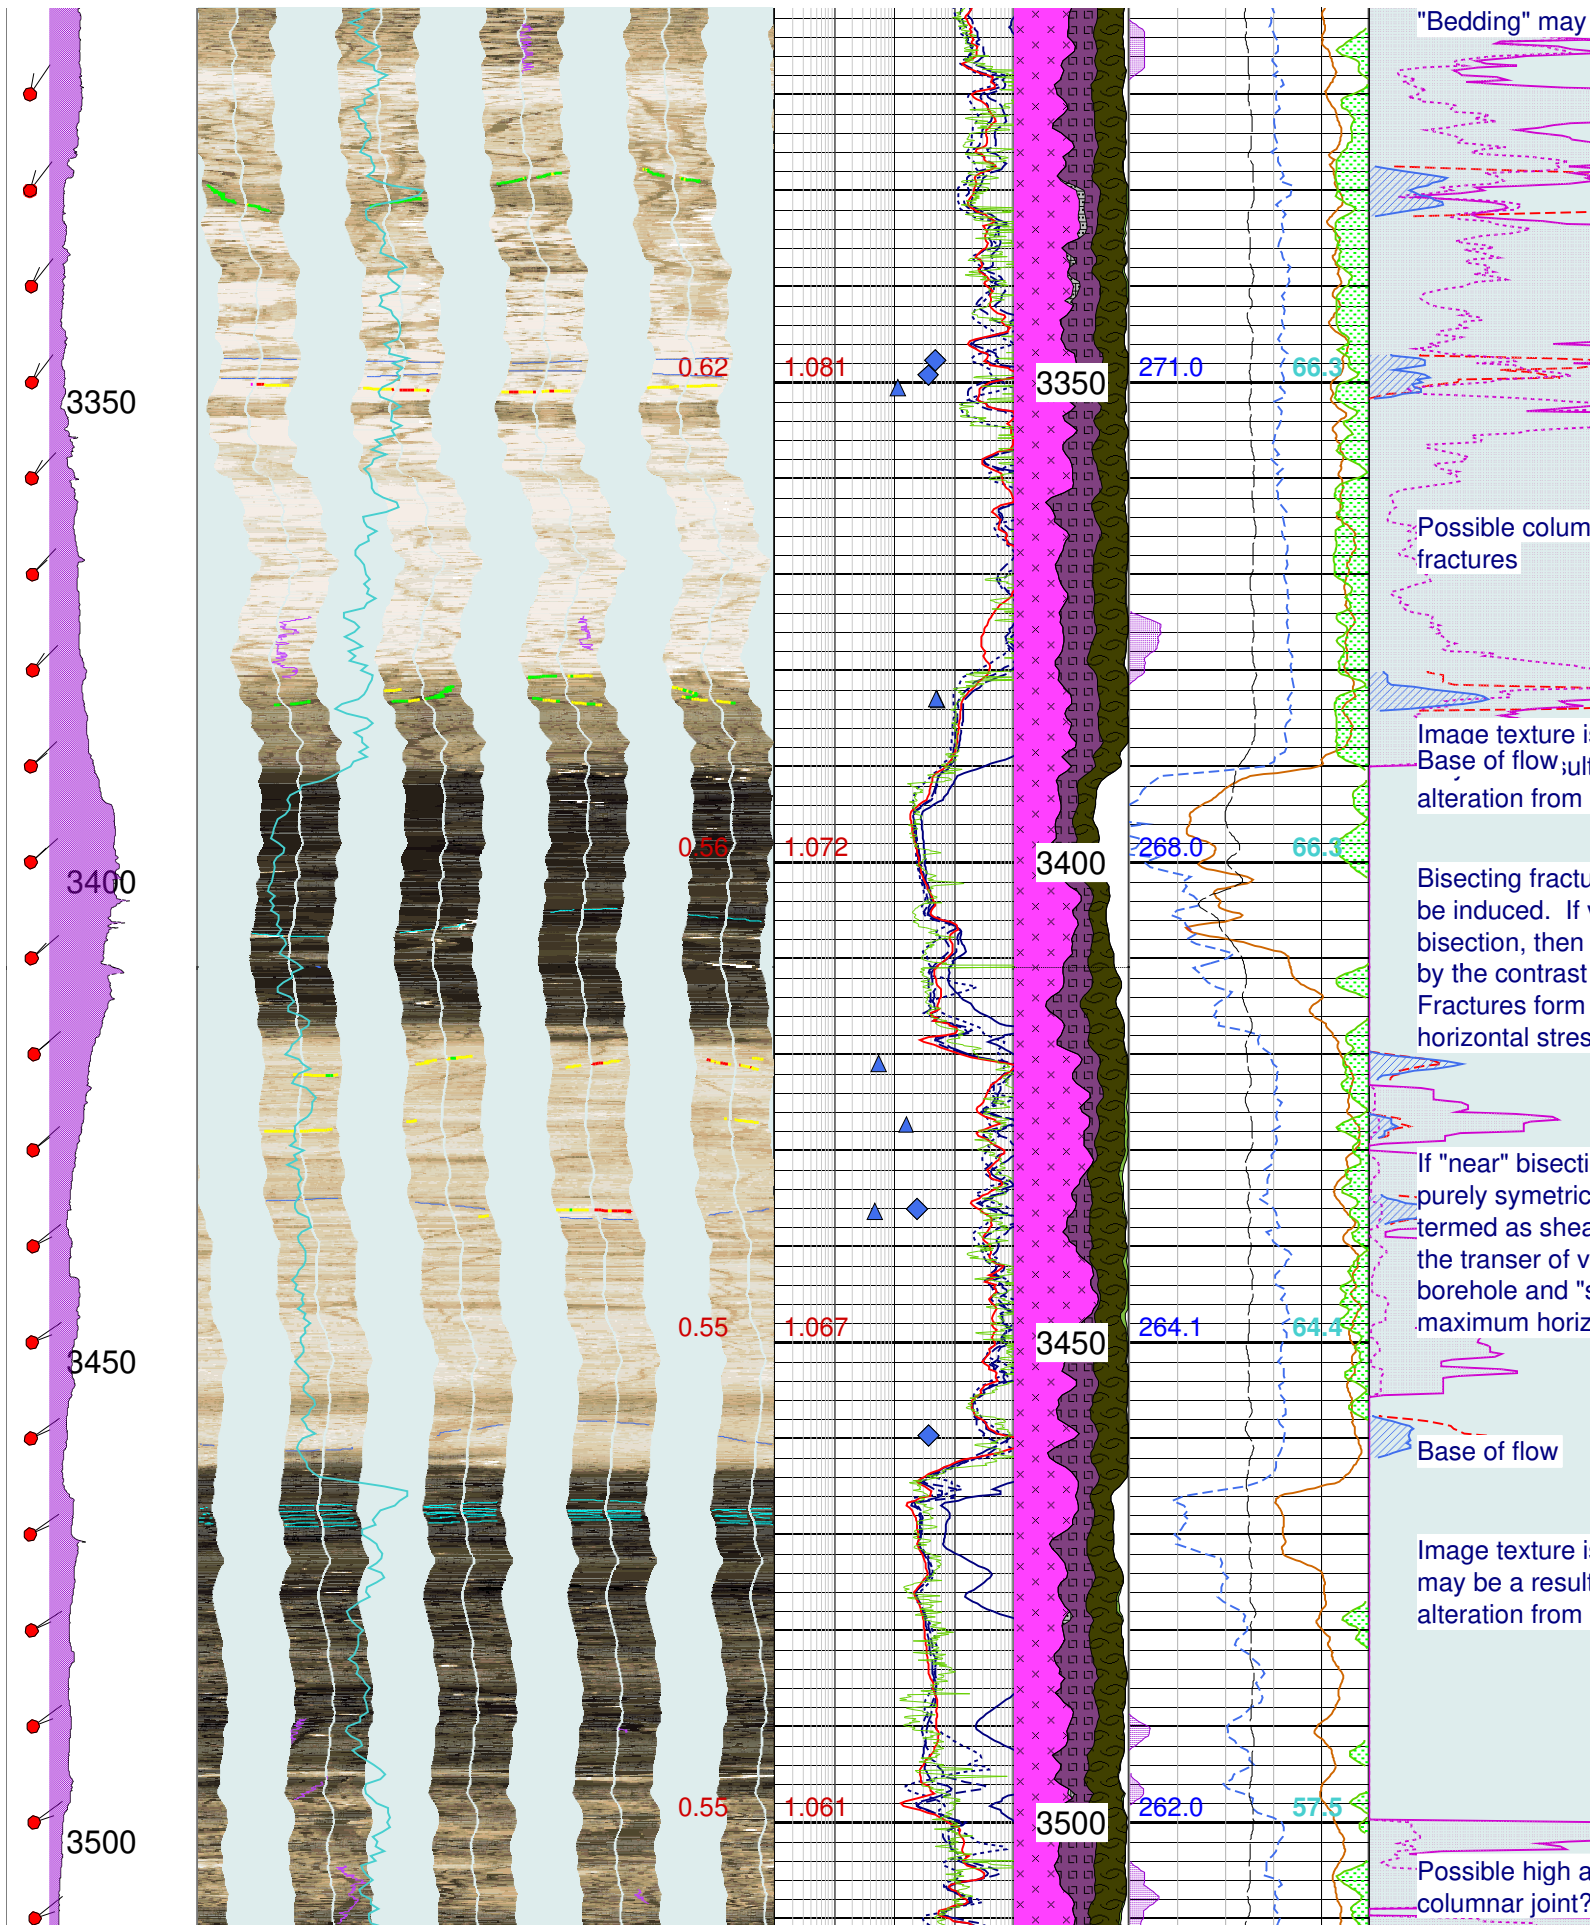 "Bedding" may
0.62 1.081 3350 271.0 66.3
3350
Possible colum
fractures
Image texture is
Base of flow
alteration from
0.56 1.072 3400 268.0 66.3
3400
Bisecting fractu
be induced. If
bisection, then
by the contrast
Fractures form
horizontal stres
If "near" bisecti
purely symetric
termed as shea
the transer of v
borehole and "s
maximum horiz
0.55 1.067 3450 264.1 64.4
3450
Base of flow
Image texture is
may be a result
alteration from
0.55 1.061 3500 262.0 57.5
3500
Possible high a
columnar joint?